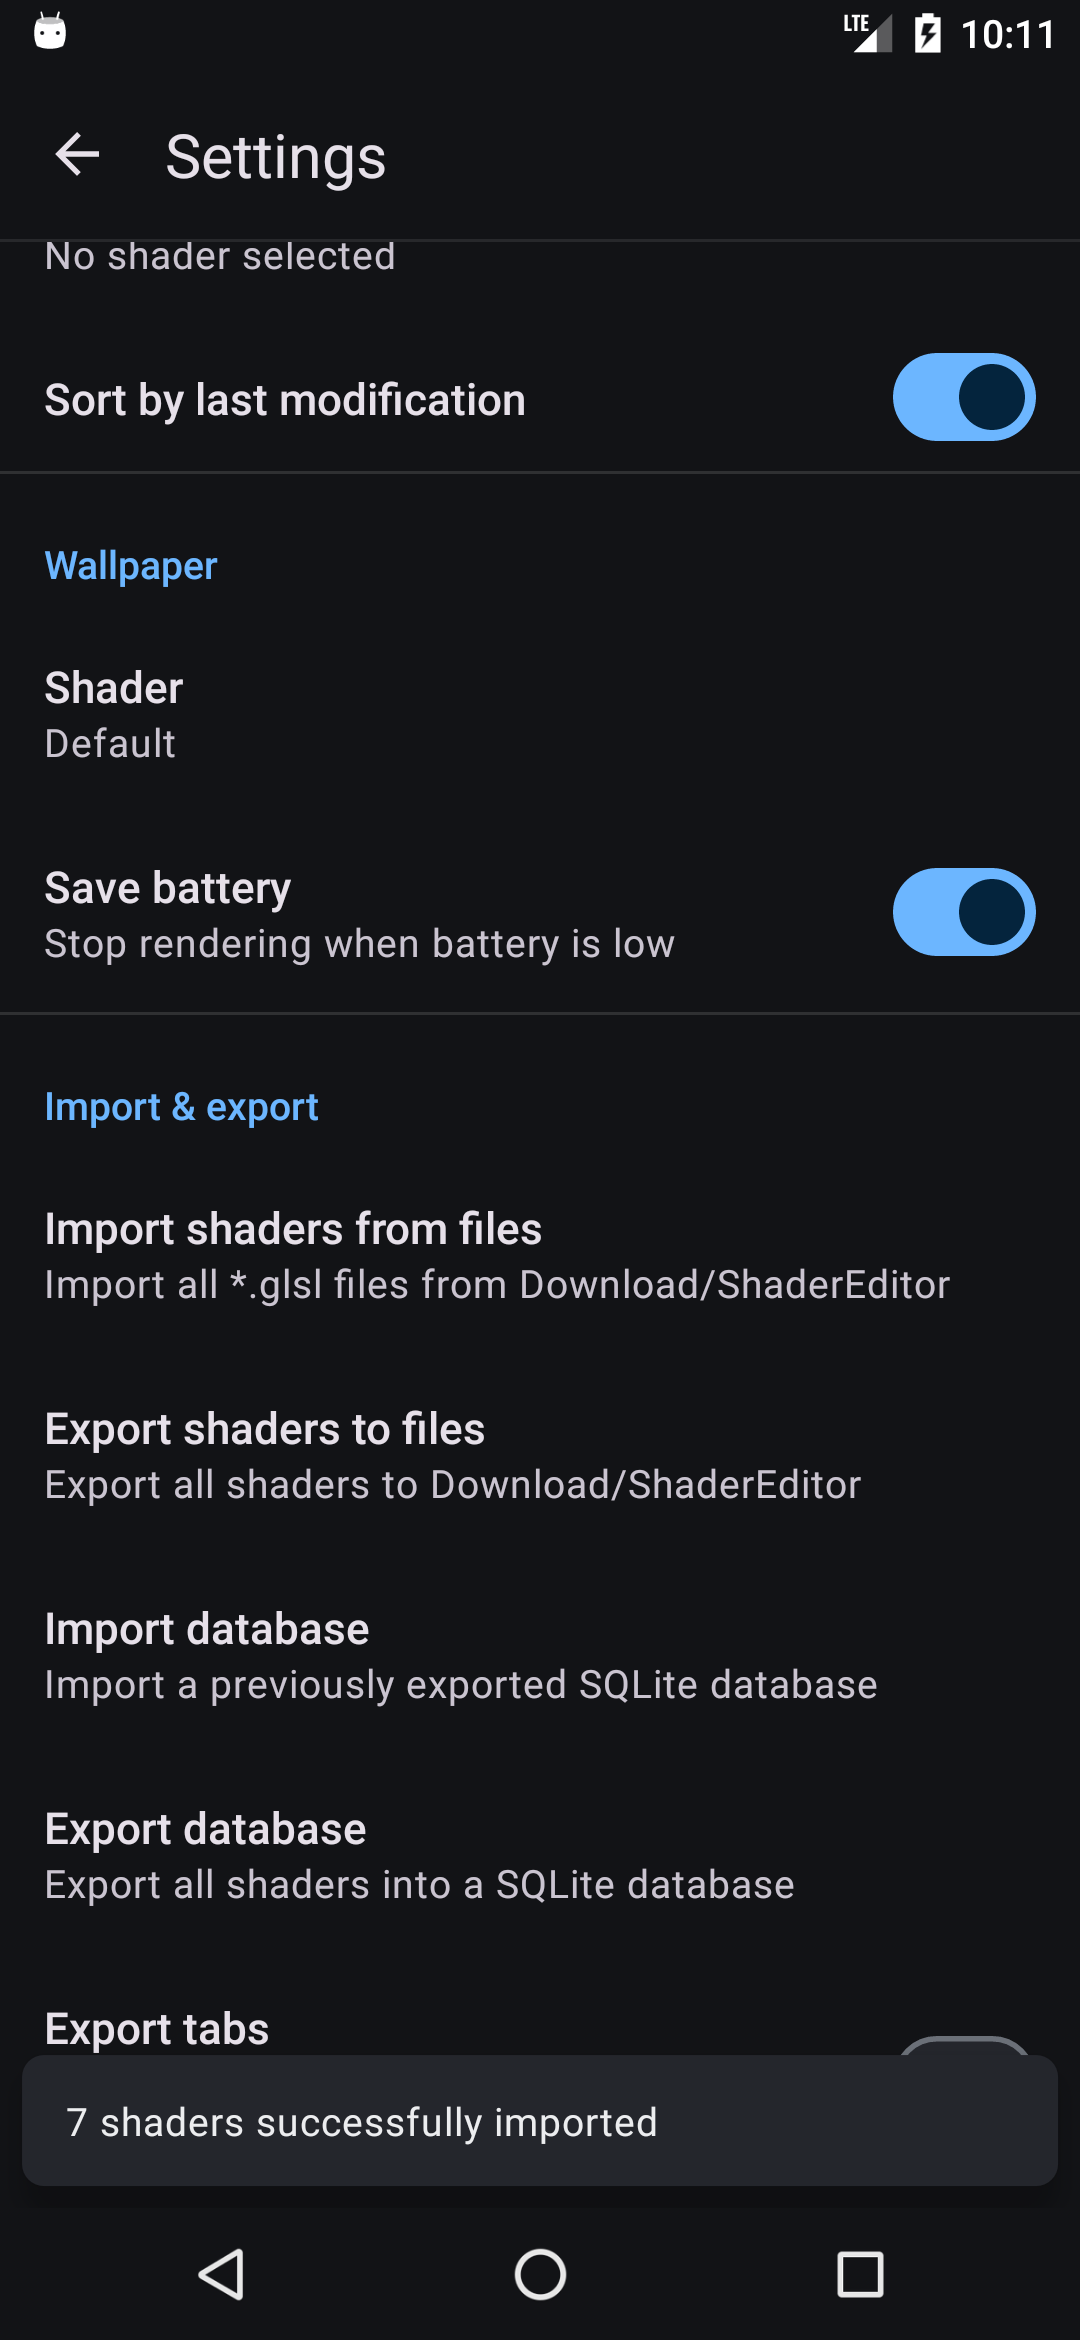 LTE 10:11
Settings
No shader selected
Sort by last modification
Wallpaper
Shader
Default
Save battery
Stop rendering when battery is low
Import & export
Import shaders from files
Import all *.glsl files from Download/ShaderEditor
Export shaders to files
Export all shaders to Download/ShaderEditor
Import database
Import a previously exported SQLite database
Export database
Export all shaders into a SQLite database
Export tabs
7 shaders successfully imported